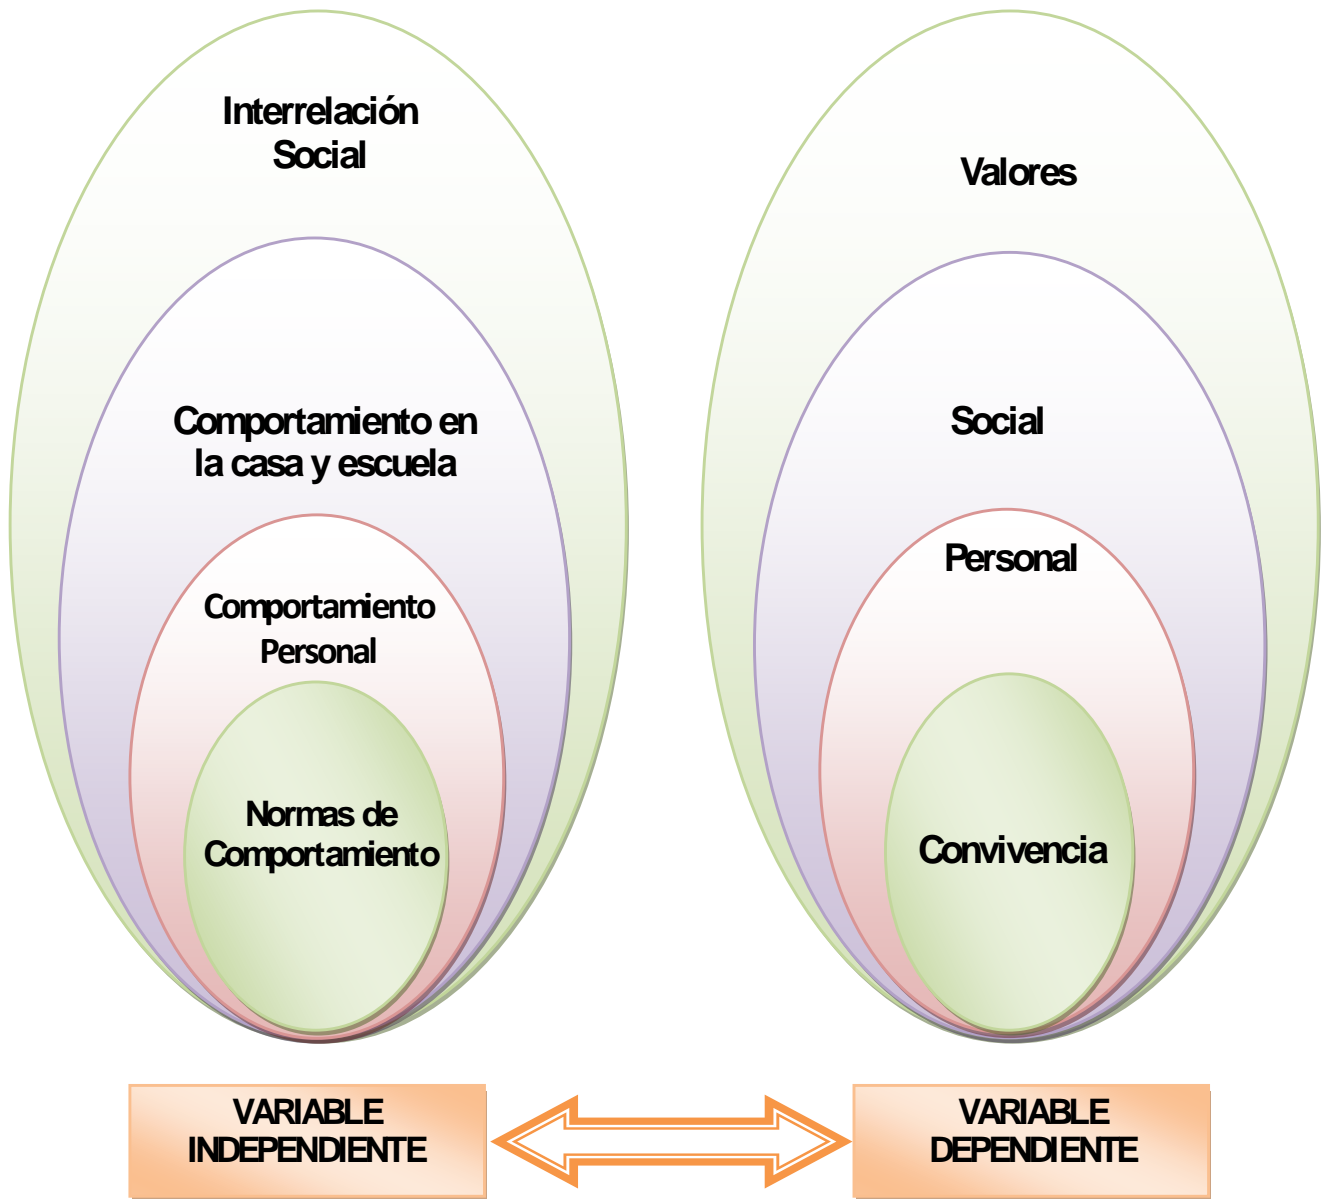 Interrelación
Social
Comportamiento en
la casa y escuela
Comportamiento
Personal
Normas de
Comportamiento
VARIABLE
INDEPENDIENTE
Valores
Social
Personal
Convivencia
VARIABLE
DEPENDIENTE